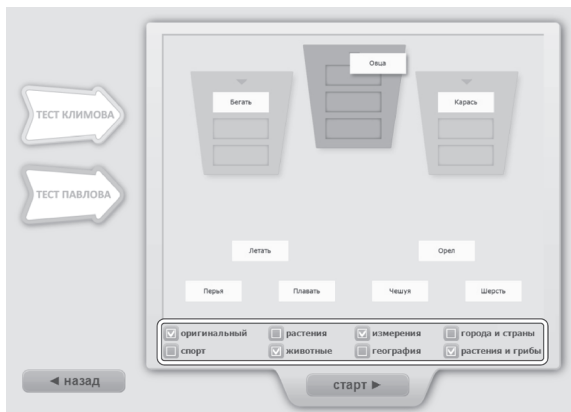 Овца
Бегать
Карась
ТЕСТ КЛИМОВА
ТЕСТ ПАВЛОВА
Летать
Орел
Перья
Плавать
Чешуя
Шерсть
оригинальный
растения
измерения
города и страны
спорт
животные
география
растения и грибы
назад
старт